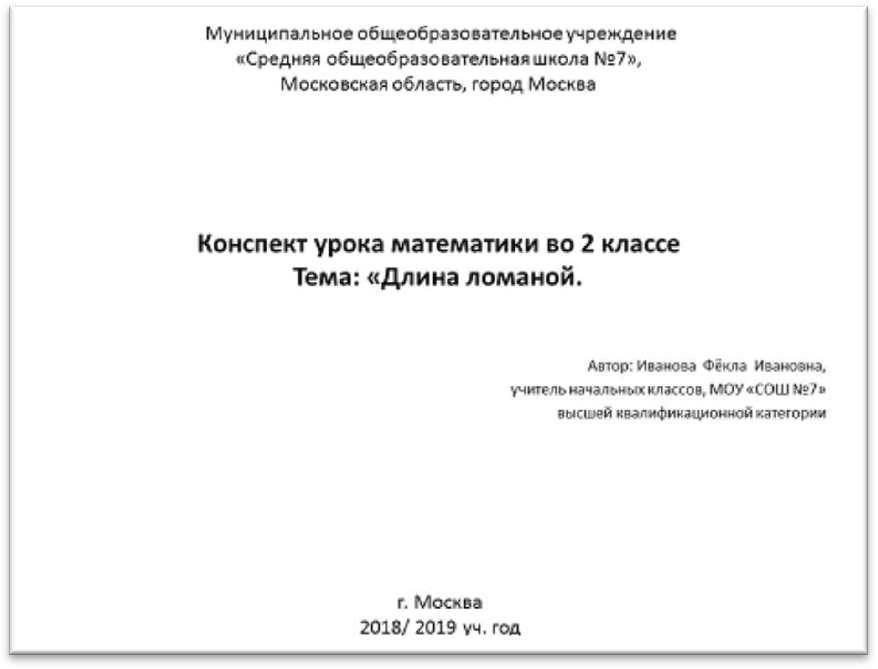 Муниципальное общеобразовательное учреждение
«Средняя общеобразовательная школа №7»,
Московская область, город Москва
Конспект урока математики во 2 классе
Тема: «Длина ломаной.
Автор: Иванова Фёкла Ивановна,
учитель начальных классов, МОУ «СОШ №7»
высшей квалификационной категории
г. Москва
2018/ 2019 уч. год